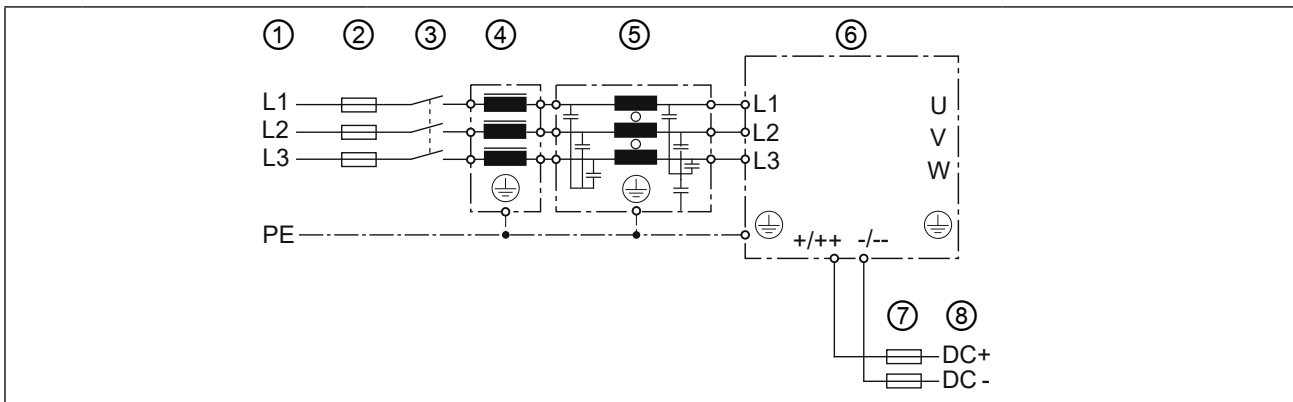 ① ② ③ ④ ⑤ ⑥
L1 L1 U
L2 L2 V
L3 L3 W
PE +/++ -/--
⑦ ⑧
DC+
DC -